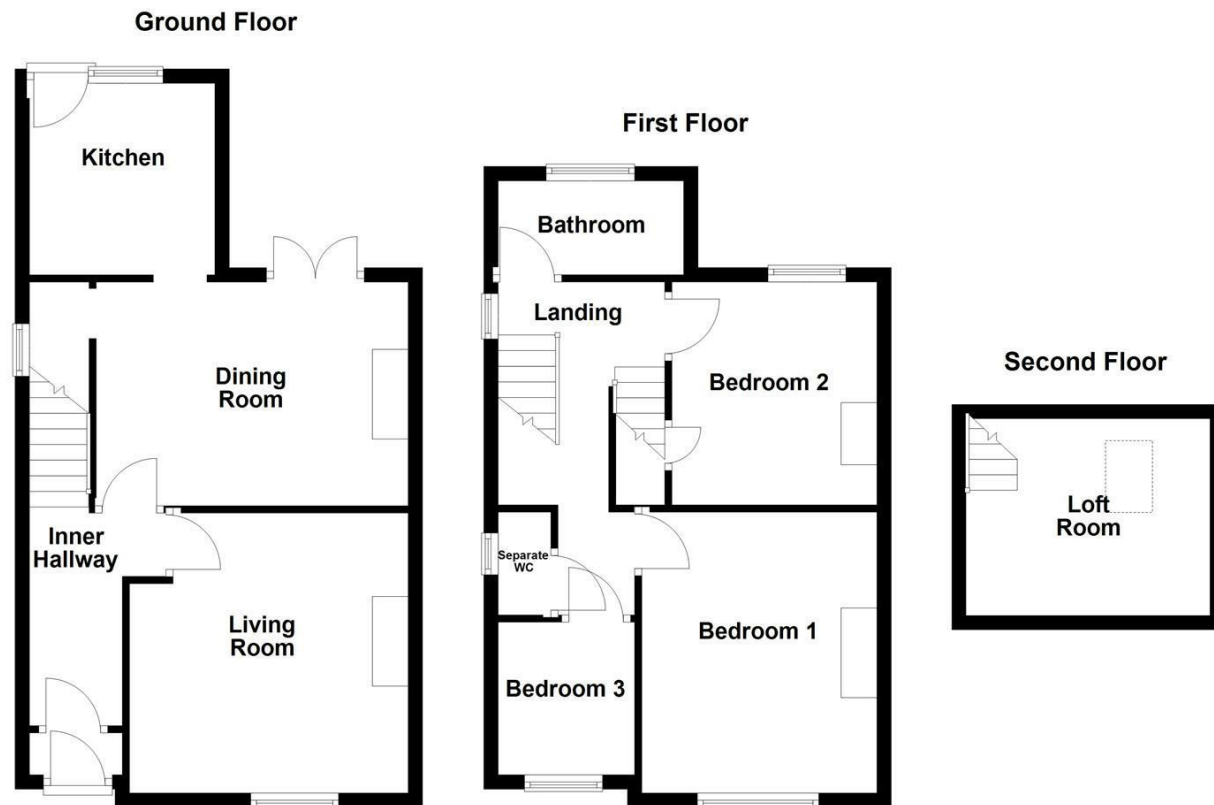 Ground Floor
Kitchen
Dining
Room
Inner
Hallway
Living
Room
First Floor
Bathroom
Landing
Bedroom 2
Separate
WC
Bedroom 1
Bedroom 3
Second Floor
Loft
Room